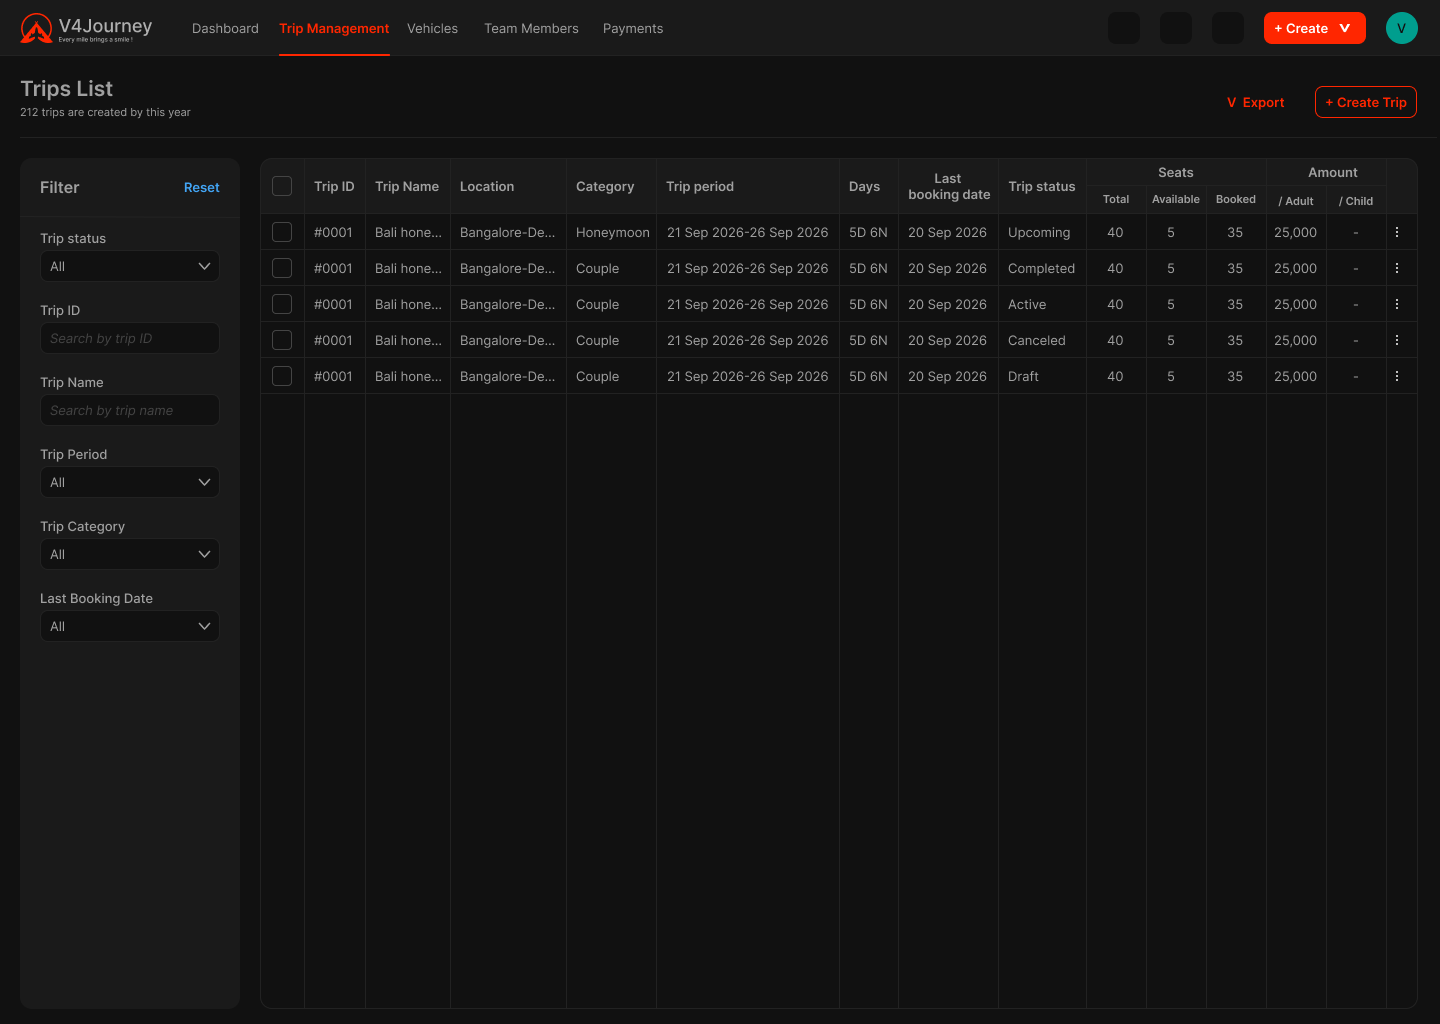 V4Journey
Every mile brings a smile !
Dashboard Trip Management Vehicles Team Members Payments
+ Create V
V
Trips List
212 trips are created by this year
V Export
+ Create Trip
Filter Reset
Trip status
All
Trip ID
Search by trip ID
Trip Name
Search by trip name
Trip Period
All
Trip Category
All
Last Booking Date
All
Trip ID Trip Name Location Category Trip period Days Last booking date Trip status Seats Amount
Total Available Booked / Adult / Child
#0001 Bali hone... Bangalore-De... Honeymoon 21 Sep 2026-26 Sep 2026 5D 6N 20 Sep 2026 Upcoming 40 5 35 25,000 -
#0001 Bali hone... Bangalore-De... Couple 21 Sep 2026-26 Sep 2026 5D 6N 20 Sep 2026 Completed 40 5 35 25,000 -
#0001 Bali hone... Bangalore-De... Couple 21 Sep 2026-26 Sep 2026 5D 6N 20 Sep 2026 Active 40 5 35 25,000 -
#0001 Bali hone... Bangalore-De... Couple 21 Sep 2026-26 Sep 2026 5D 6N 20 Sep 2026 Canceled 40 5 35 25,000 -
#0001 Bali hone... Bangalore-De... Couple 21 Sep 2026-26 Sep 2026 5D 6N 20 Sep 2026 Draft 40 5 35 25,000 -